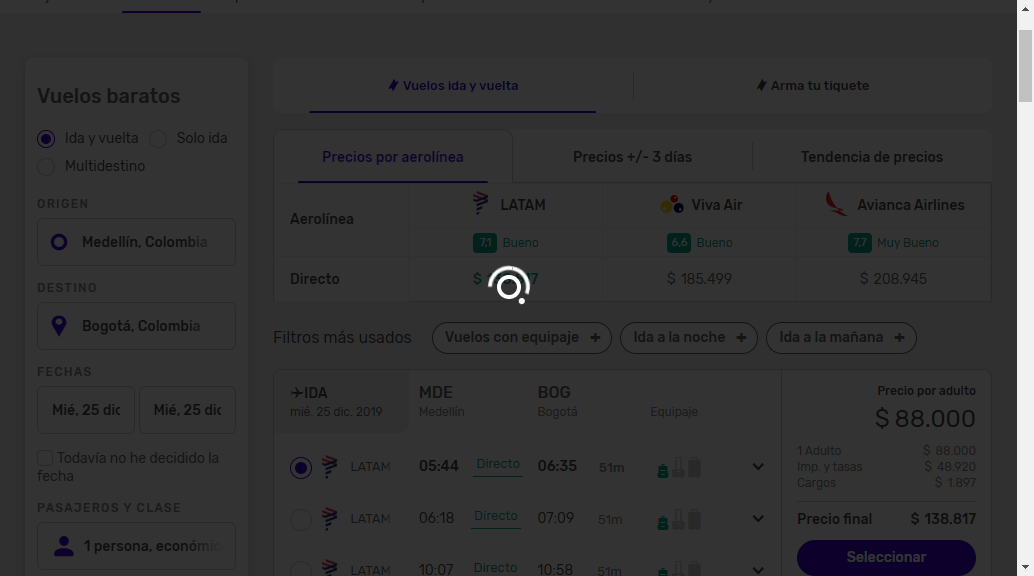 Vuelos baratos
Ida y vuelta
Solo ida
Multidestino
ORIGEN
Medellín, Colombia
DESTINO
Bogotá, Colombia
FECHAS
Mié, 25 dic
Mié, 25 dic
Todavía no he decidido la
fecha
PASAJEROS Y CLASE
1 persona, económic
Vuelos ida y vuelta
Arma tu tiquete
Precios por aerolínea
Precios +/- 3 días
Tendencia de precios
Aerolínea
LATAM
Viva Air
Avianca Airlines
7,1 Bueno
6,6 Bueno
7,7 Muy Bueno
Directo
$
$ 185.499
$ 208.945
Filtros más usados
Vuelos con equipaje +
Ida a la noche +
Ida a la mañana +
IDA
mié. 25 dic. 2019
MDE
Medellín
BOG
Bogotá
Equipaje
LATAM 05:44 Directo 06:35 51m
LATAM 06:18 Directo 07:09 51m
LATAM 10:07 Directo 10:58 51m
Precio por adulto
$ 88.000
1 Adulto $ 88.000
Imp. y tasas $ 48.920
Cargos $ 1.897
Precio final $ 138.817
Seleccionar